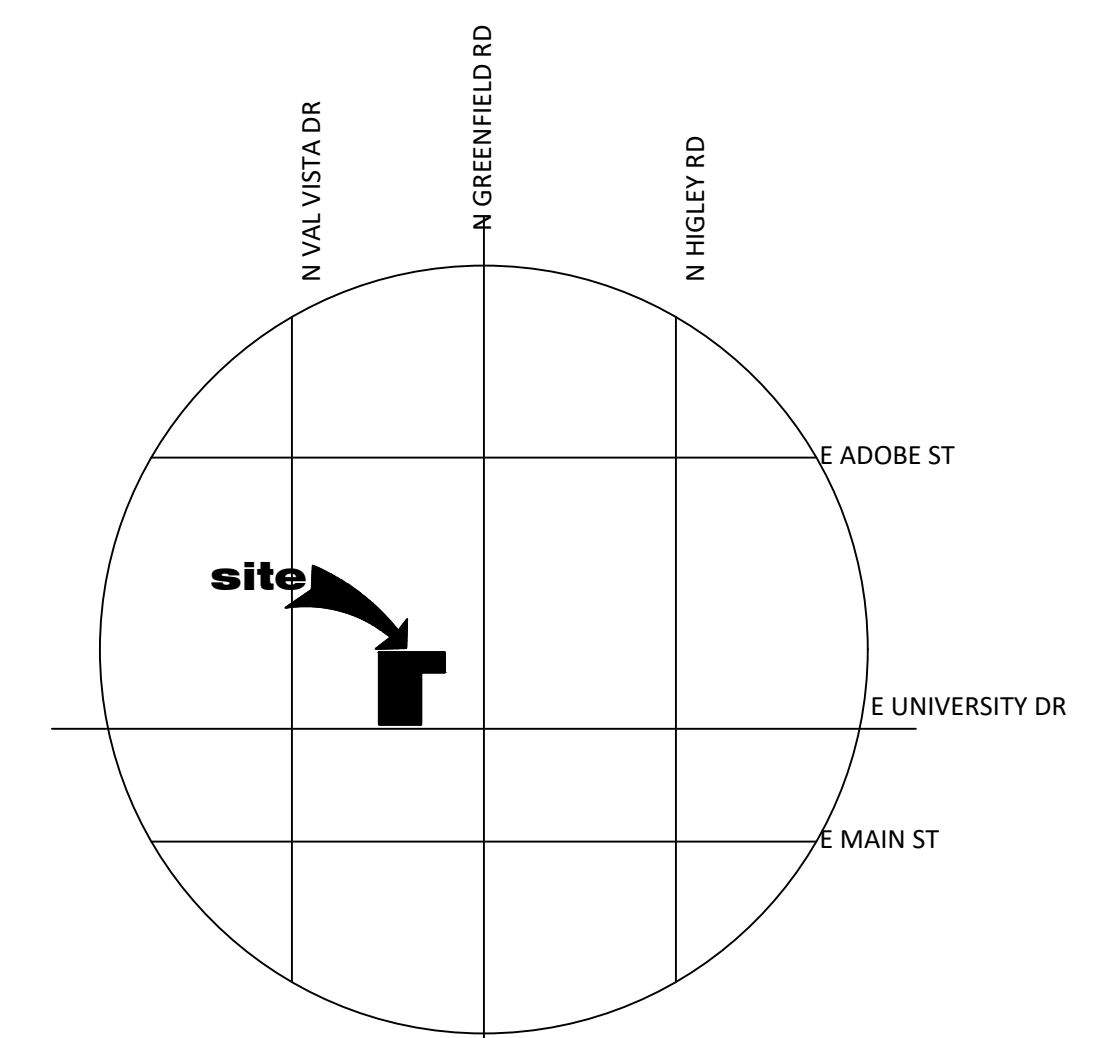 N VAL VISTA DR
N GREENFIELD RD
N HIGLEY RD
E ADOBE ST
site
E UNIVERSITY DR
E MAIN ST